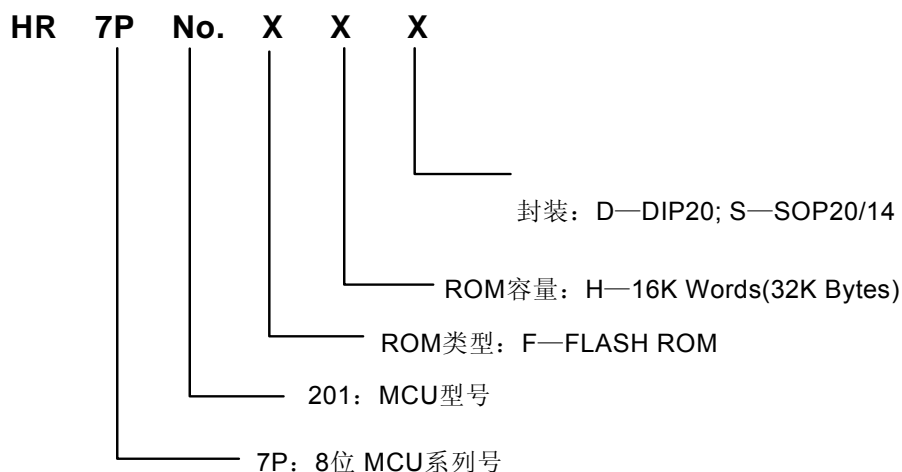 HR 7P No. X X X
封装：D—DIP20; S—SOP20/14
ROM容量：H—16K Words(32K Bytes)
ROM类型：F—FLASH ROM
201：MCU型号
7P：8位 MCU系列号